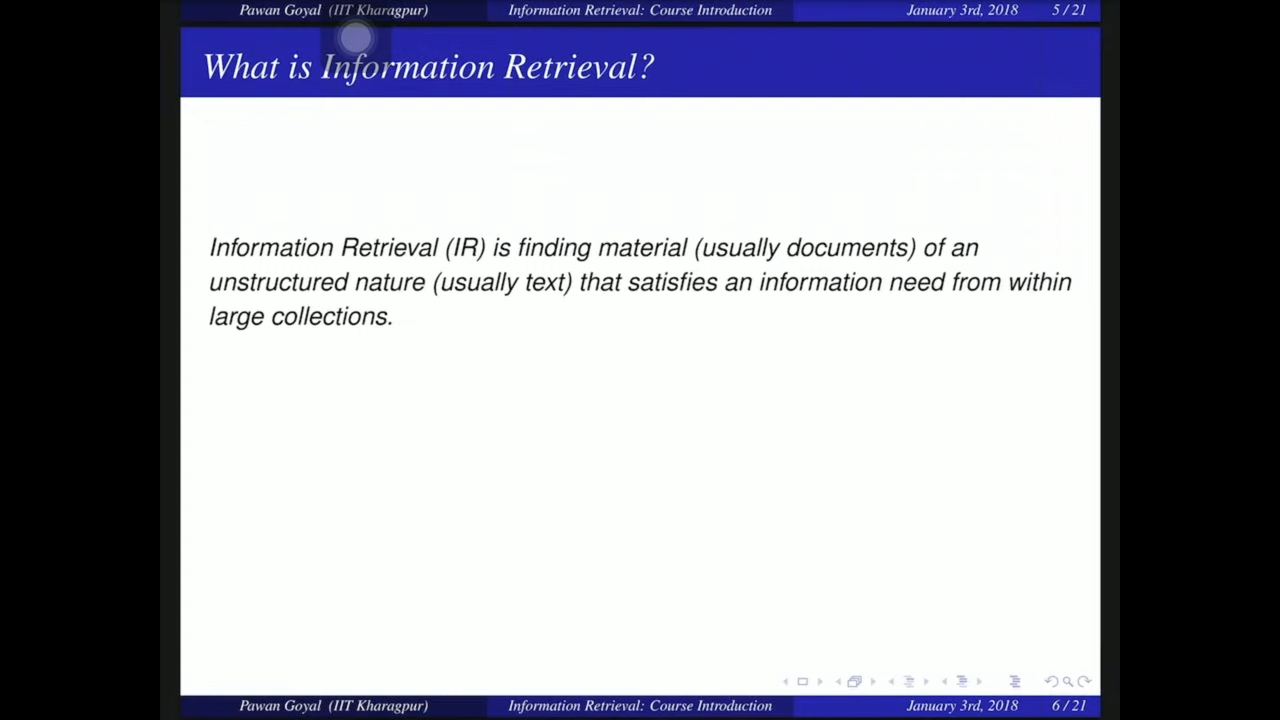 Pawan Goyal (IIT Kharagpur) Information Retrieval: Course Introduction January 3rd, 2018 5 / 21
What is Information Retrieval?
Information Retrieval (IR) is finding material (usually documents) of an
unstructured nature (usually text) that satisfies an information need from within
large collections.
Pawan Goyal (IIT Kharagpur) Information Retrieval: Course Introduction January 3rd, 2018 6 / 21